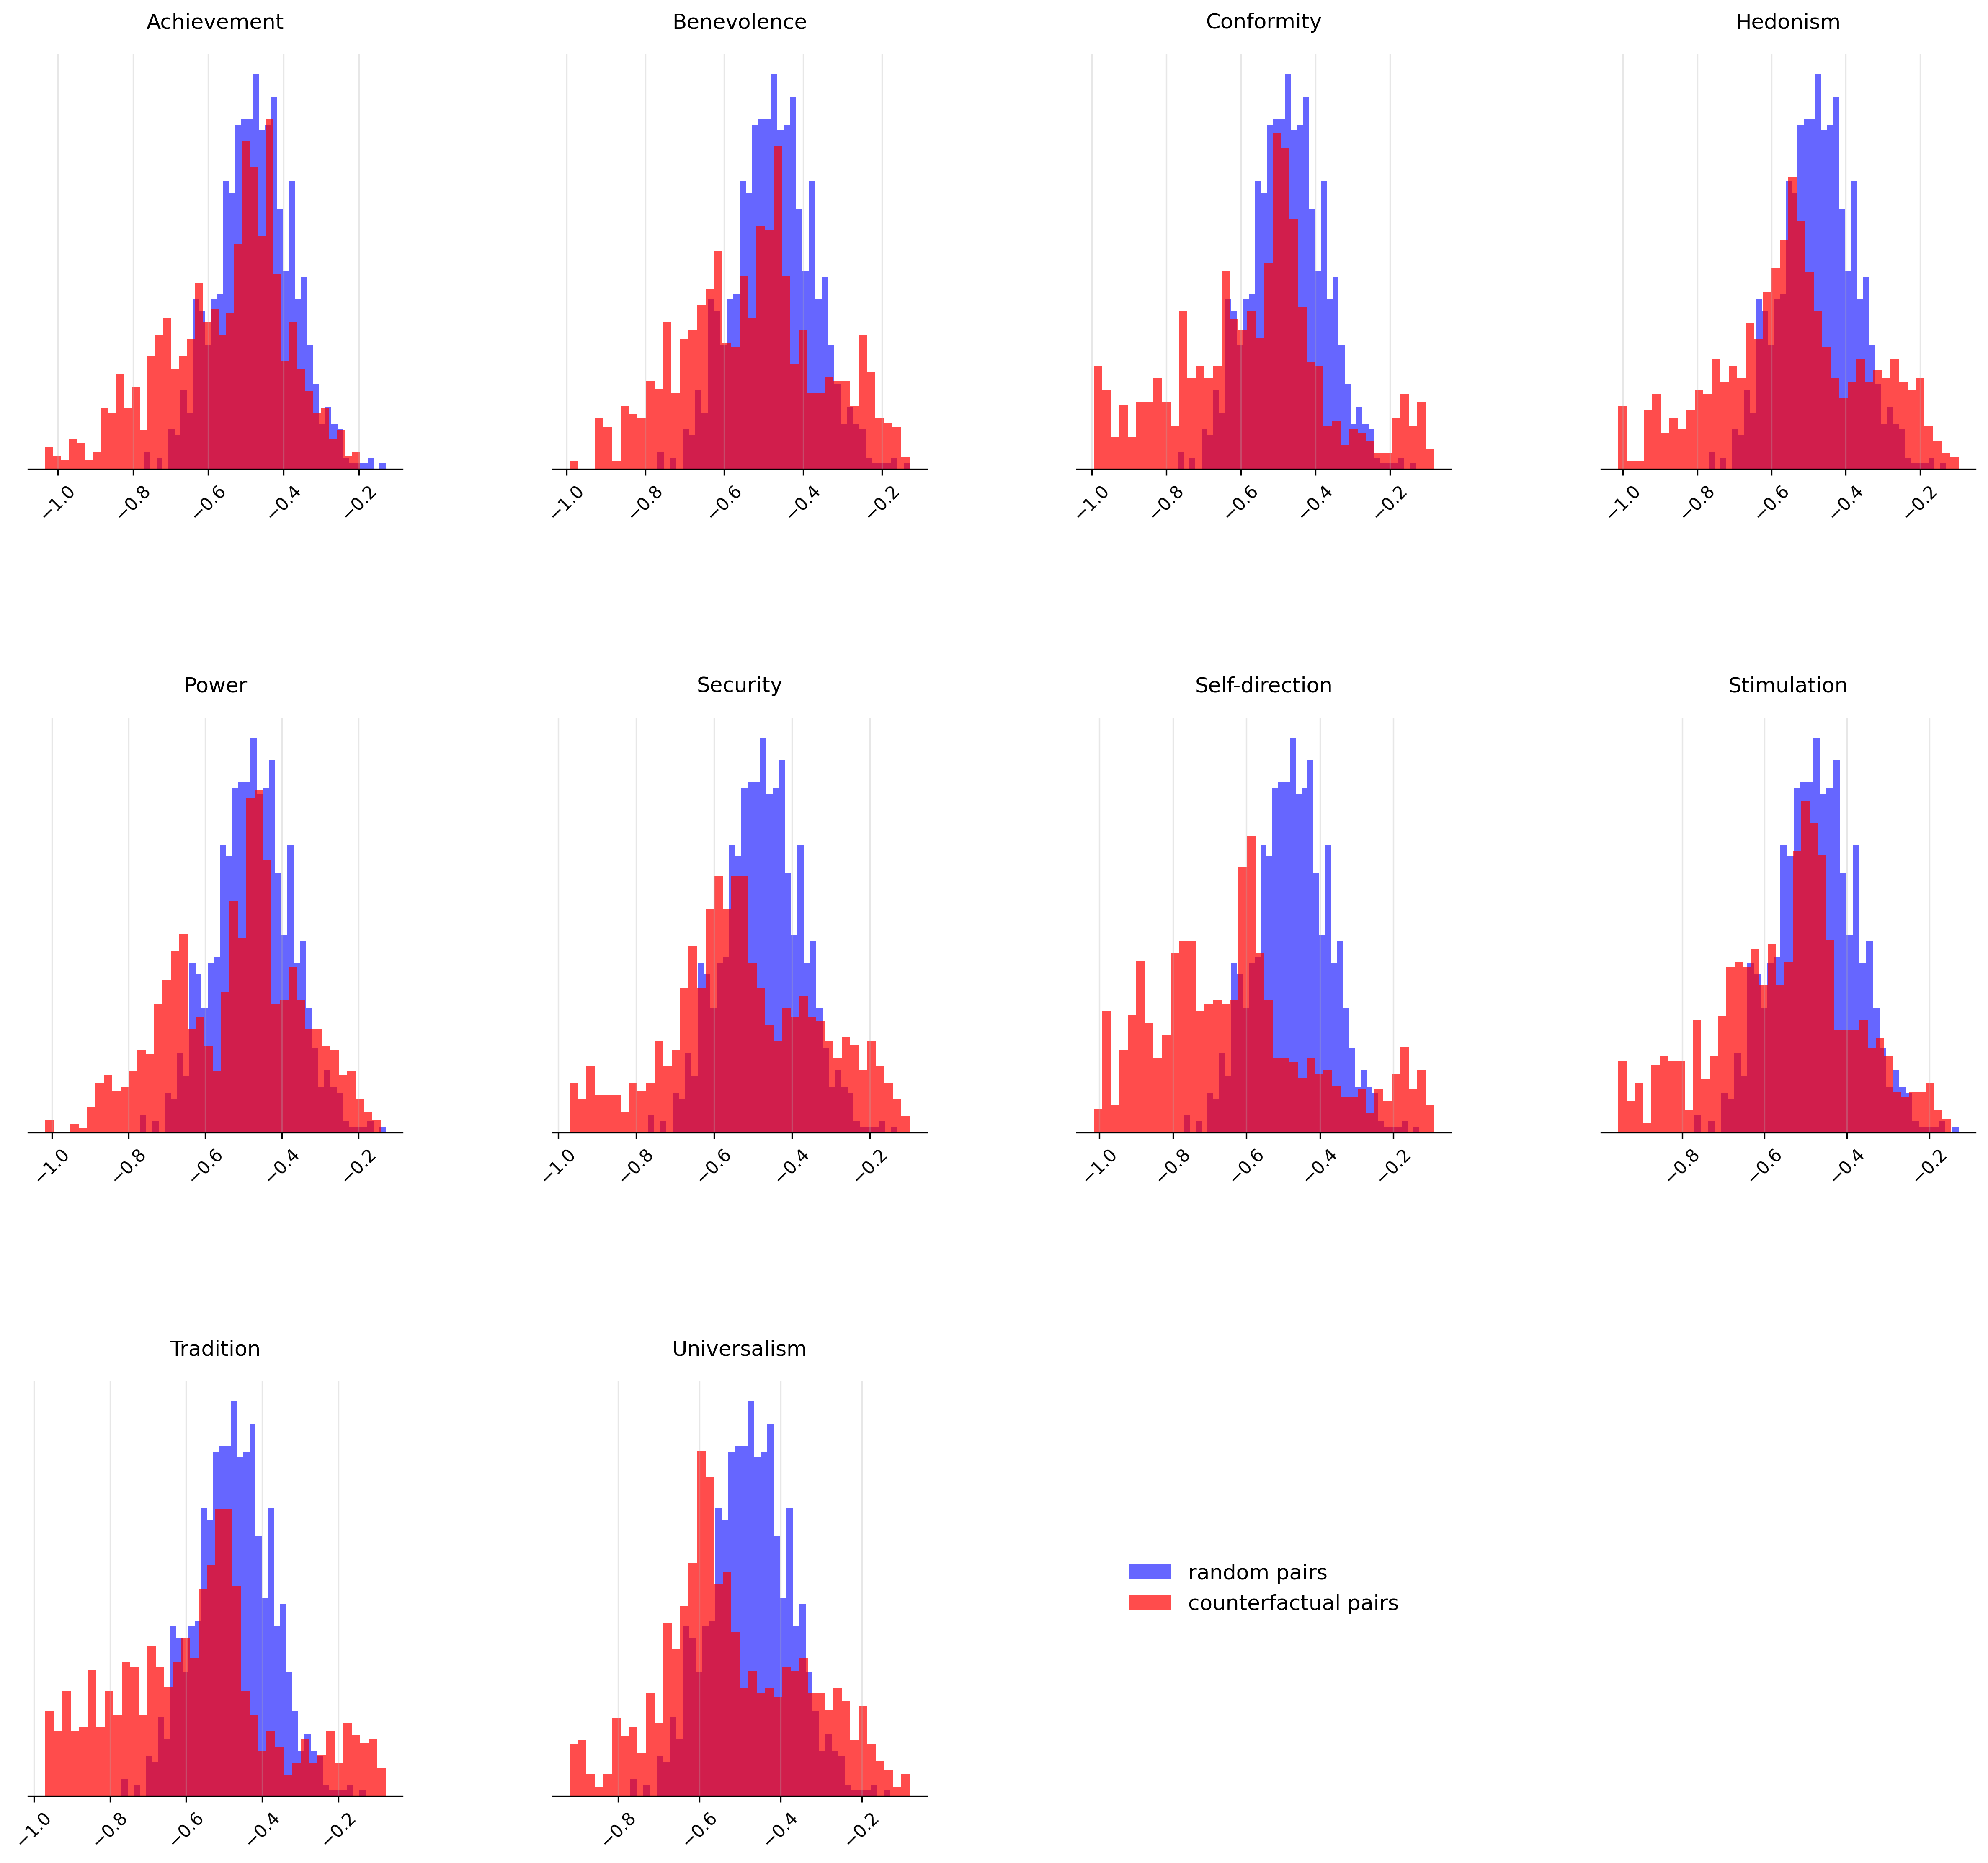 Achievement
Benevolence
Conformity
Hedonism
−1.0 −0.8 −0.6 −0.4 −0.2
−1.0 −0.8 −0.6 −0.4 −0.2
−1.0 −0.8 −0.6 −0.4 −0.2
−1.0 −0.8 −0.6 −0.4 −0.2
Power
Security
Self-direction
Stimulation
−1.0 −0.8 −0.6 −0.4 −0.2
−1.0 −0.8 −0.6 −0.4 −0.2
−1.0 −0.8 −0.6 −0.4 −0.2
−0.8 −0.6 −0.4 −0.2
Tradition
Universalism
random pairs
counterfactual pairs
−1.0 −0.8 −0.6 −0.4 −0.2
−0.8 −0.6 −0.4 −0.2